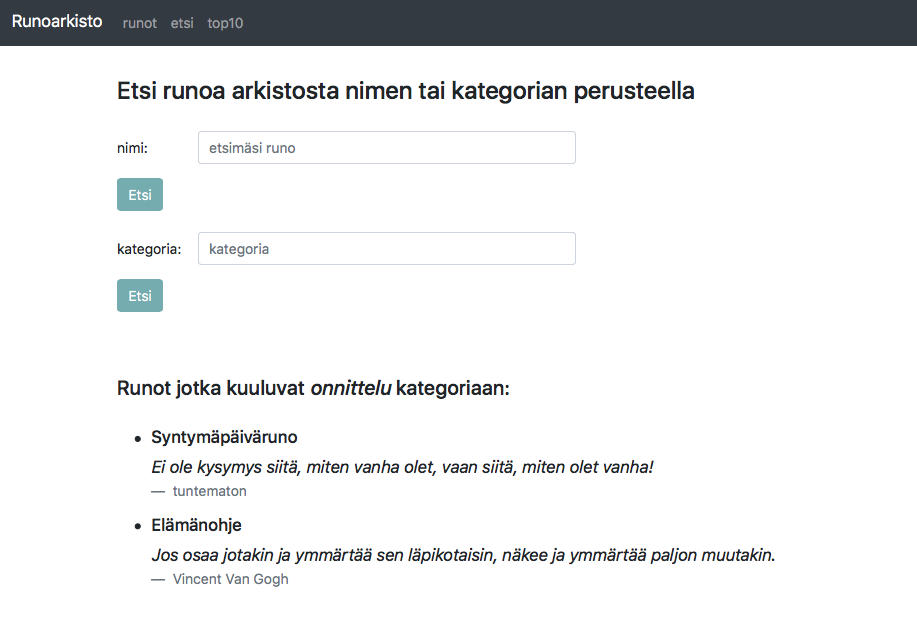 Runoarkisto runot etsi top10
Etsi runoa arkistosta nimen tai kategorian perusteella
nimi: etsimäsi runo
Etsi
kategoria: kategoria
Etsi
Runot jotka kuuluvat onnittelu kategoriaan:
• Syntymäpäiväruno
Ei ole kysymys siitä, miten vanha olet, vaan siitä, miten olet vanha!
— tuntematon
• Elämänohje
Jos osaa jotakin ja ymmärtää sen läpikotaisin, näkee ja ymmärtää paljon muutakin.
— Vincent Van Gogh